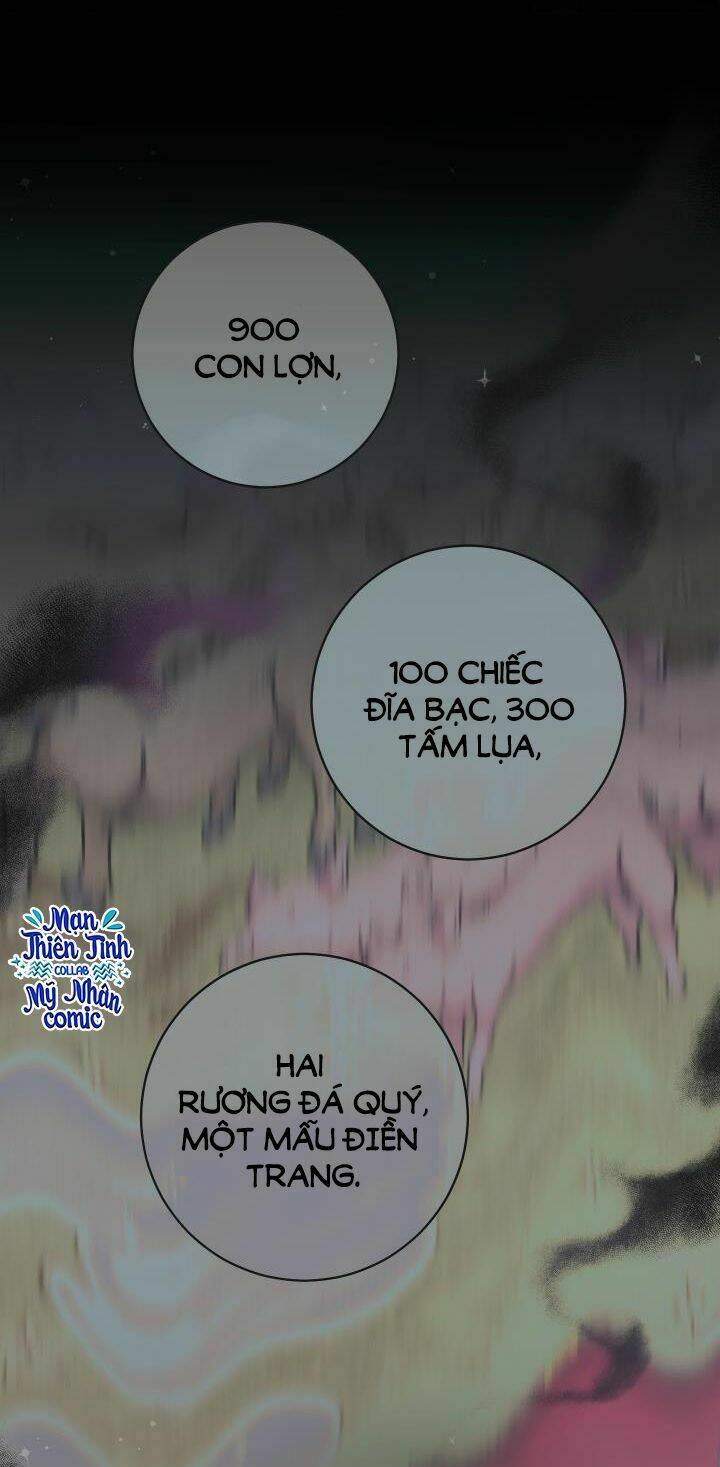 900
CON LỢN,
100 CHIẾC
ĐĨA BẠC, 300
TẤM LỤA,
Mạn
Thiên Tình
COLLAB
Mỹ Nhân
comic
HAI
RƯƠNG ĐÁ QUÝ,
MỘT MẪU ĐIỀN
TRANG.